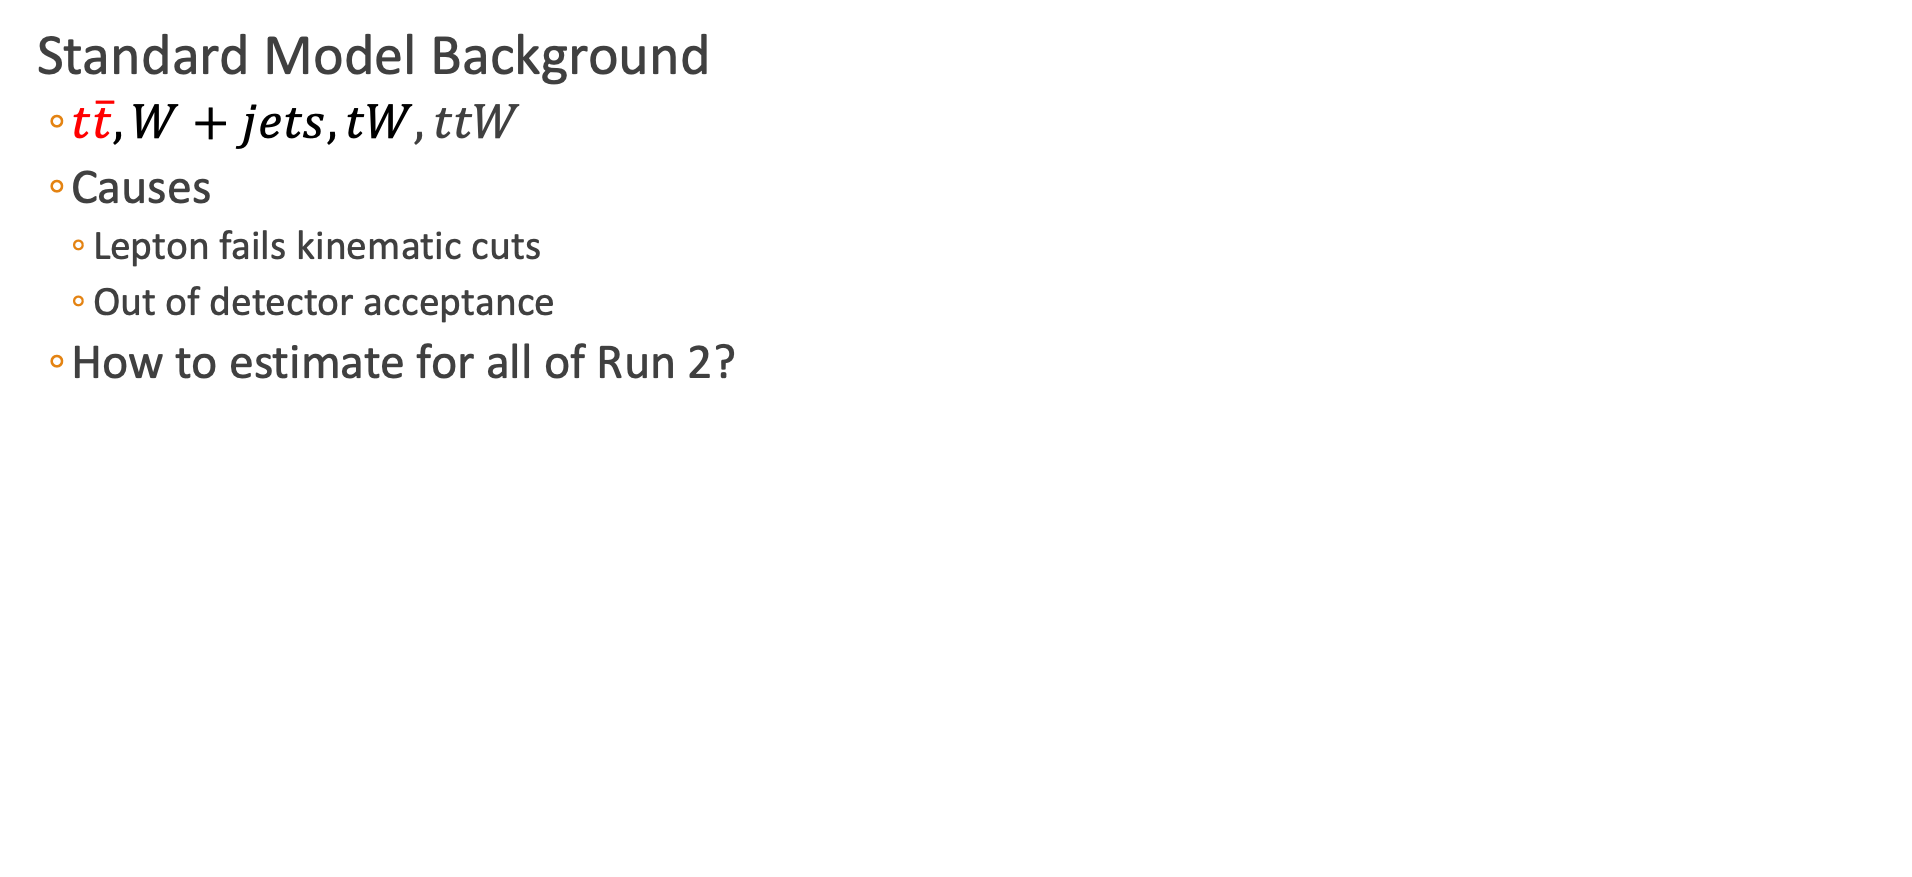 Standard Model Background
◦ 𝑡𝑡̅, 𝑊 + 𝑗𝑒𝑡𝑠, 𝑡𝑊, 𝑡𝑡𝑊
◦ Causes
◦ Lepton fails kinematic cuts
◦ Out of detector acceptance
◦ How to estimate for all of Run 2?